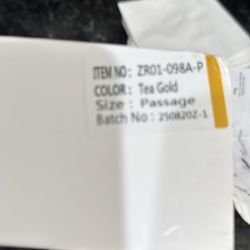 ITEM NO: ZR01-098A-P
COLOR: Tea Gold
Size: Passage
Batch No: 250820Z-1